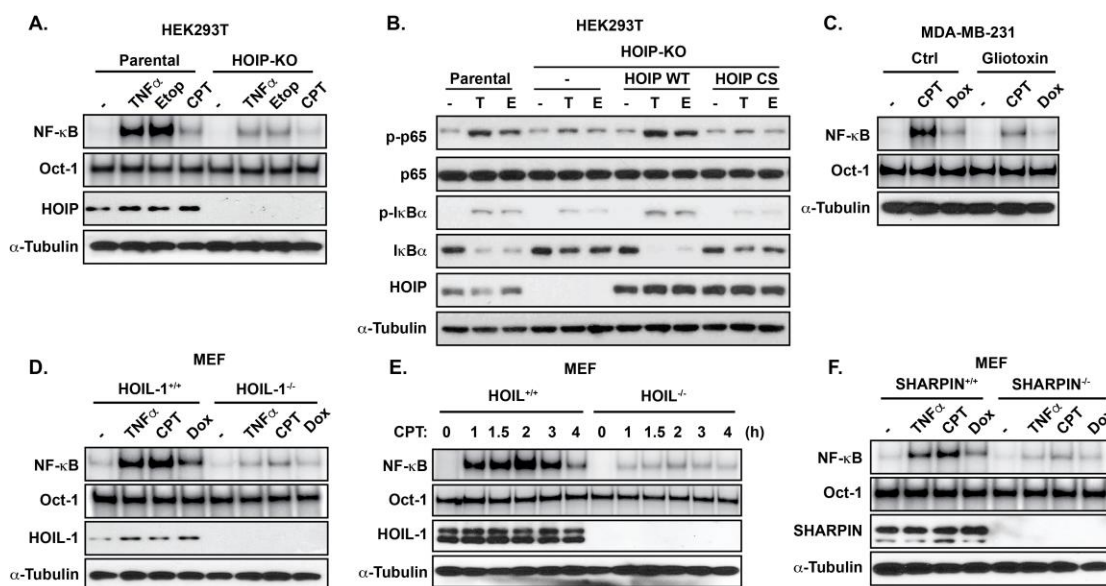 A.
HEK293T
Parental HOIP-KO
- TNFα Etop CPT - TNFα Etop CPT
NF-κB
Oct-1
HOIP
α-Tubulin
B.
HEK293T
HOIP-KO
Parental - HOIP WT HOIP CS
- T E - T E - T E - T E
p-p65
p65
p-IκBα
IκBα
HOIP
α-Tubulin
C.
MDA-MB-231
Ctrl Gliotoxin
- CPT Dox - CPT Dox
NF-κB
Oct-1
α-Tubulin
D.
MEF
HOIL-1+/+ HOIL-1-/-
- TNFα CPT Dox - TNFα CPT Dox
NF-κB
Oct-1
HOIL-1
α-Tubulin
E.
MEF
HOIL+/+ HOIL-/-
CPT: 0 1 1.5 2 3 4 0 1 1.5 2 3 4 (h)
NF-κB
Oct-1
HOIL-1
α-Tubulin
F.
MEF
SHARPIN+/+ SHARPIN-/-
- TNFα CPT Dox - TNFα CPT Dox
NF-κB
Oct-1
SHARPIN
α-Tubulin